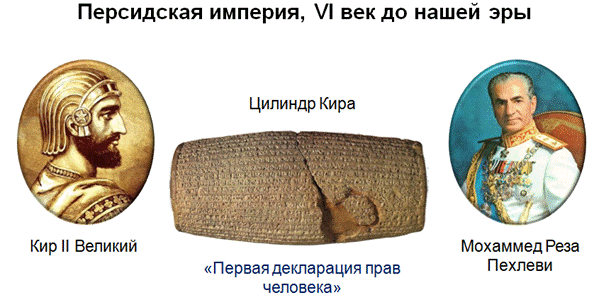 Персидская империя, VI век до нашей эры
Цилиндр Кира
Кир II Великий
Мохаммед Реза
Пехлеви
«Первая декларация прав
человека»